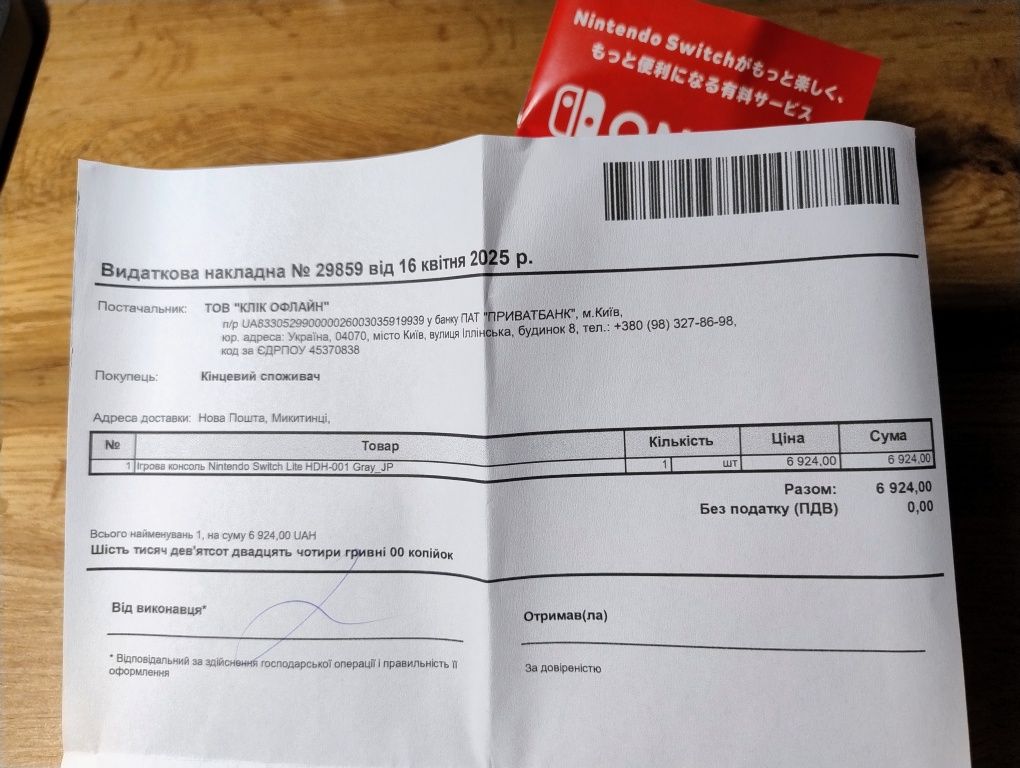 Nintendo Switchがもっと楽しく、
もっと便利になる有料サービス
Видаткова накладна № 29859 від 16 квітня 2025 р.
Постачальник: ТОВ "КЛІК ОФЛАЙН"
п/р UA833052990000026003035919939 у банку ПАТ "ПРИВАТБАНК", м.Київ,
юр. адреса: Україна, 04070, місто Київ, вулиця Іллінська, будинок 8, тел.: +380 (98) 327-86-98,
код за ЄДРПОУ 45370838
Покупець: Кінцевий споживач
Адреса доставки: Нова Пошта, Микитинці,
№ Товар Кількість Ціна Сума
1 Ігрова консоль Nintendo Switch Lite HDH-001 Gray_JP 1 шт 6 924,00 6 924,00
Разом: 6 924,00
Без податку (ПДВ) 0,00
Всього найменувань 1, на суму 6 924,00 UAH
Шість тисяч дев'ятсот двадцять чотири гривні 00 копійок
Від виконавця* Отримав(ла)
* Відповідальний за здійснення господарської операції і правильність її
оформлення
За довіреністю